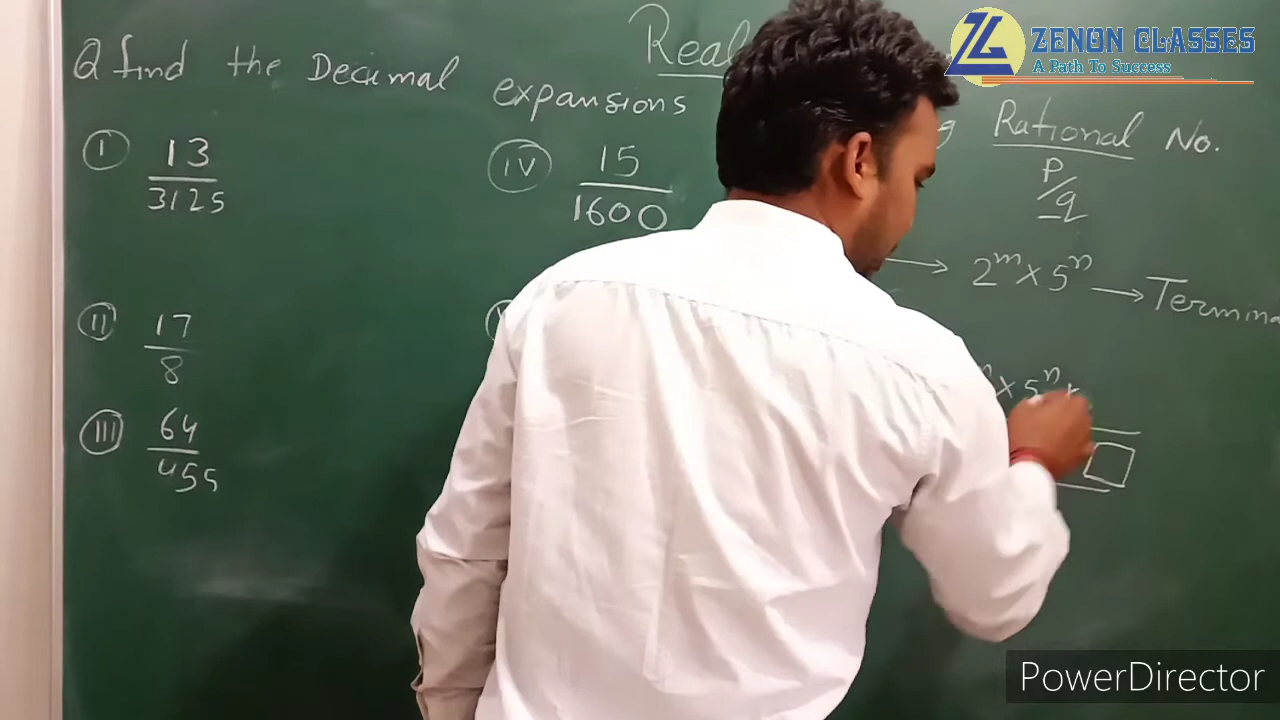 Real
ZENON CLASSES
A Path To Success
Q find the Decimal expansions
Rational No.
P/q
I 13/3125
IV 15/1600
2^m × 5^n → Termina
II 17/8
× 5^n ×
III 64/455
PowerDirector